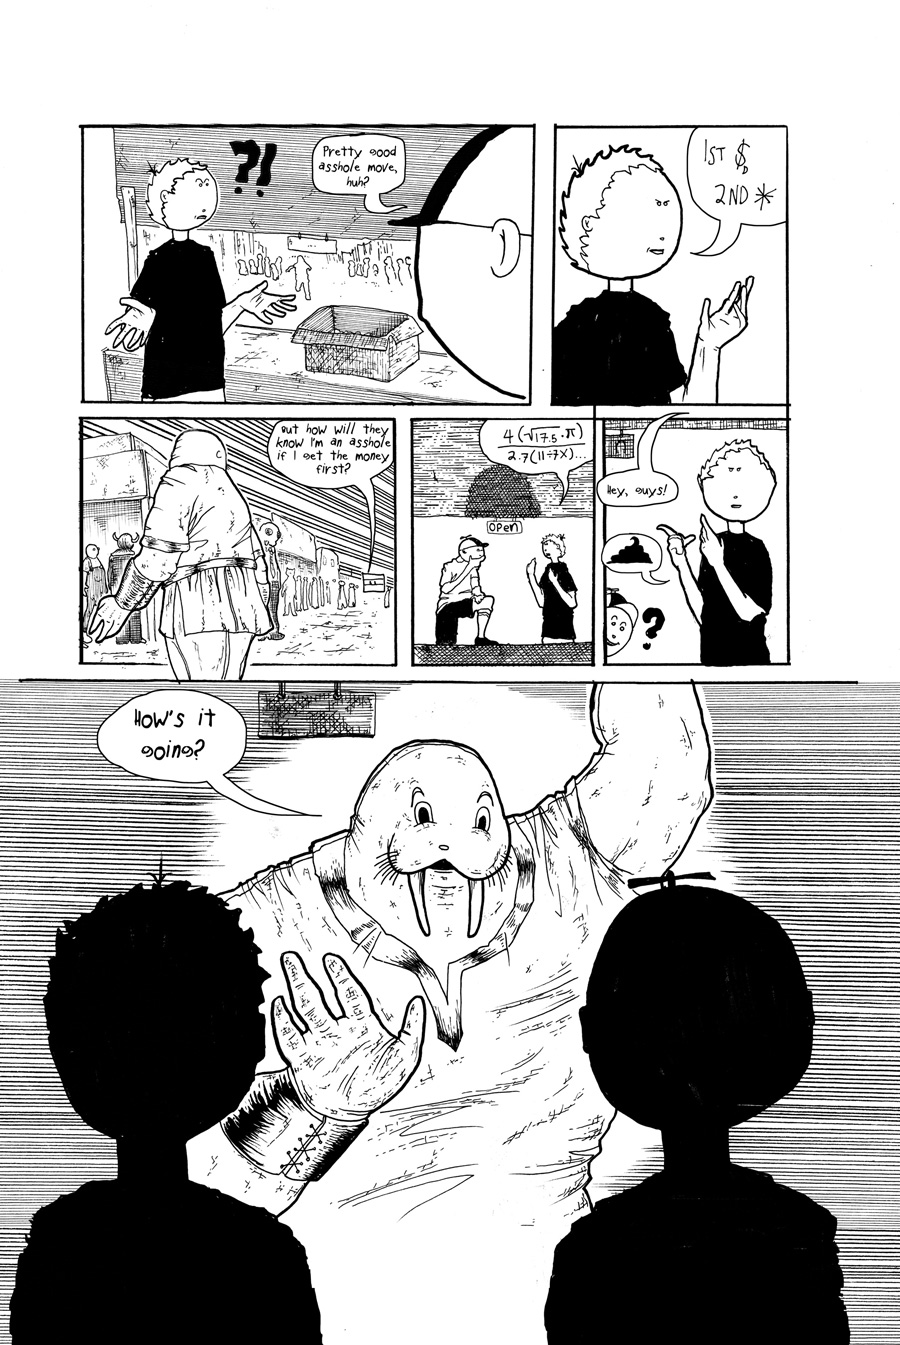 ?!
Pretty good
asshole move,
huh?
1ST $
2ND *
But how will they
know I'm an asshole
if I get the money
first?
4(√17.5·π)
2.7(11÷7x)...
OPEN
Hey, guys!
?
How's it
going?